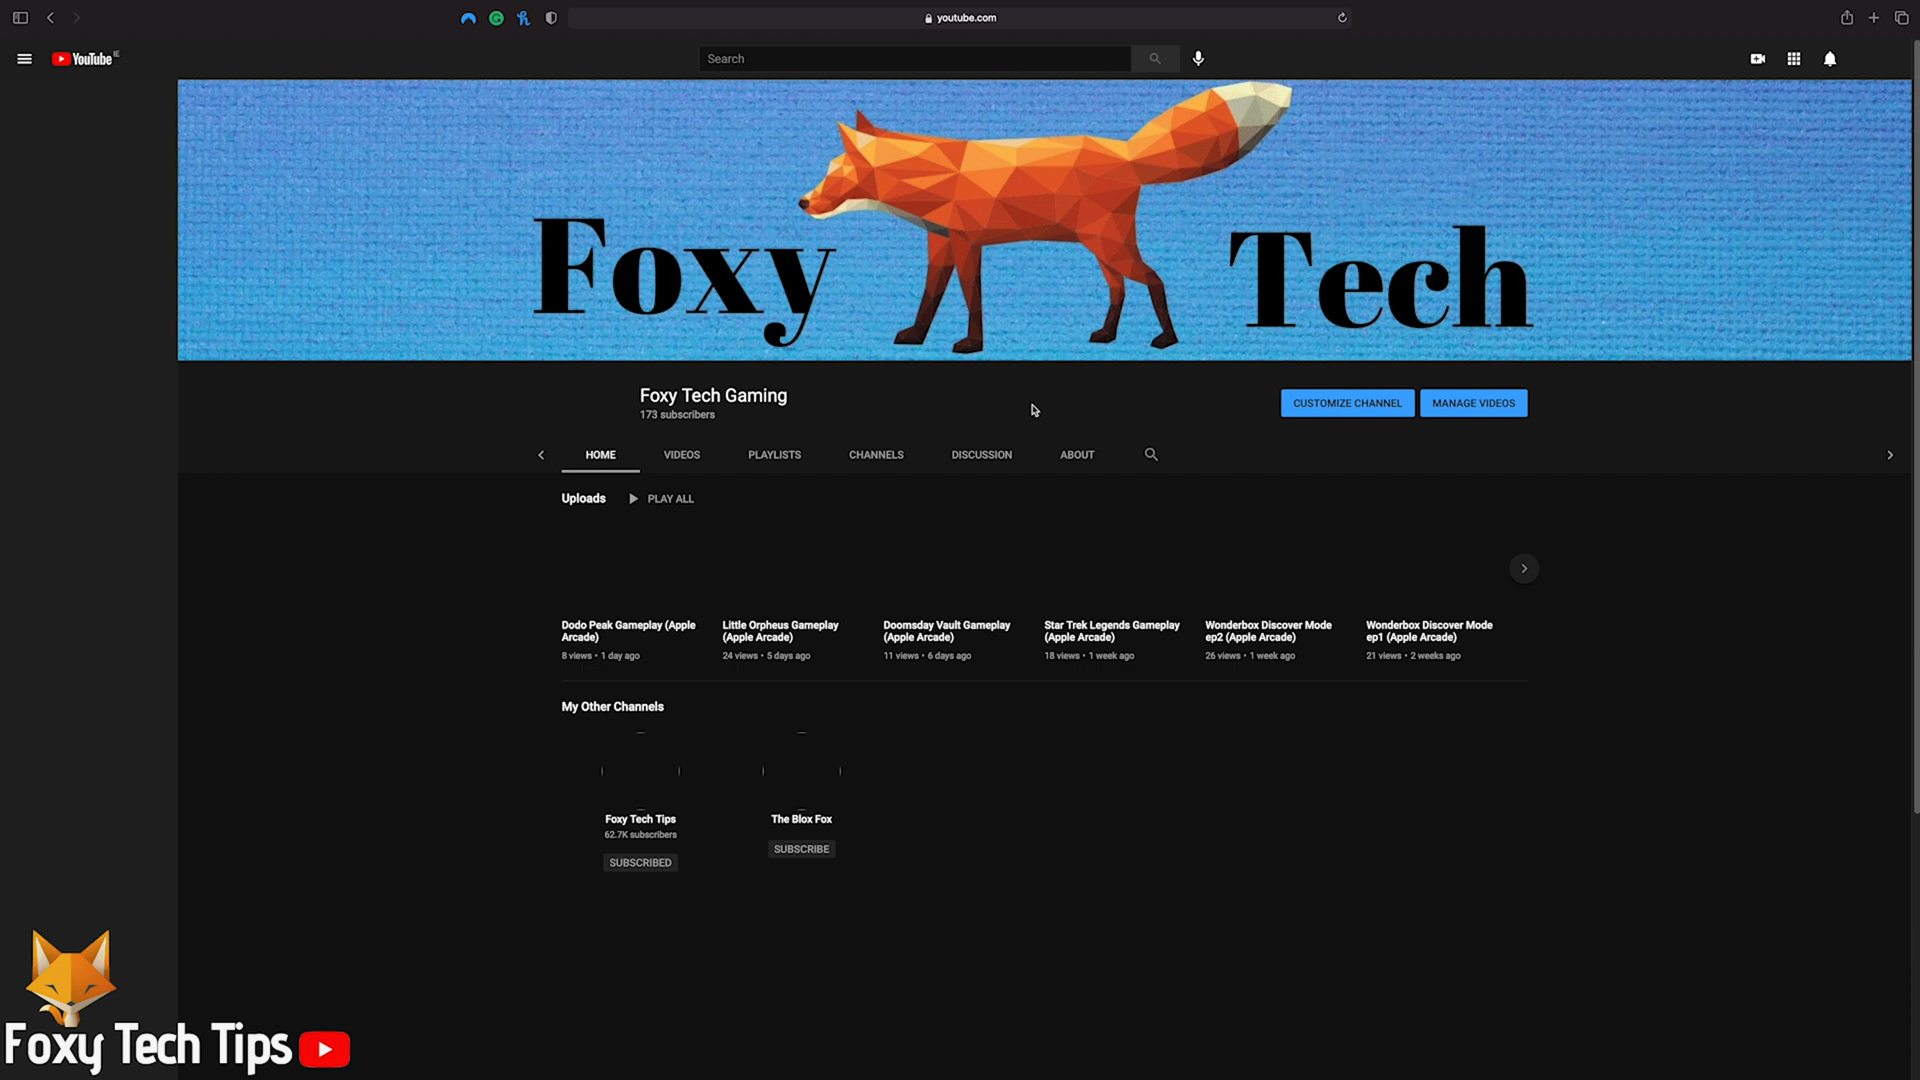 youtube.com
YouTube IE
Search
Foxy Tech
Foxy Tech Gaming
173 subscribers
CUSTOMIZE CHANNEL
MANAGE VIDEOS
HOME
VIDEOS
PLAYLISTS
CHANNELS
DISCUSSION
ABOUT
Uploads
PLAY ALL
Dodo Peak Gameplay (Apple
Arcade)
8 views • 1 day ago
Little Orpheus Gameplay
(Apple Arcade)
24 views • 5 days ago
Doomsday Vault Gameplay
(Apple Arcade)
11 views • 6 days ago
Star Trek Legends Gameplay
(Apple Arcade)
18 views • 1 week ago
Wonderbox Discover Mode
ep2 (Apple Arcade)
26 views • 1 week ago
Wonderbox Discover Mode
ep1 (Apple Arcade)
21 views • 2 weeks ago
My Other Channels
Foxy Tech Tips
62.7K subscribers
SUBSCRIBED
The Blox Fox
SUBSCRIBE
Foxy Tech Tips